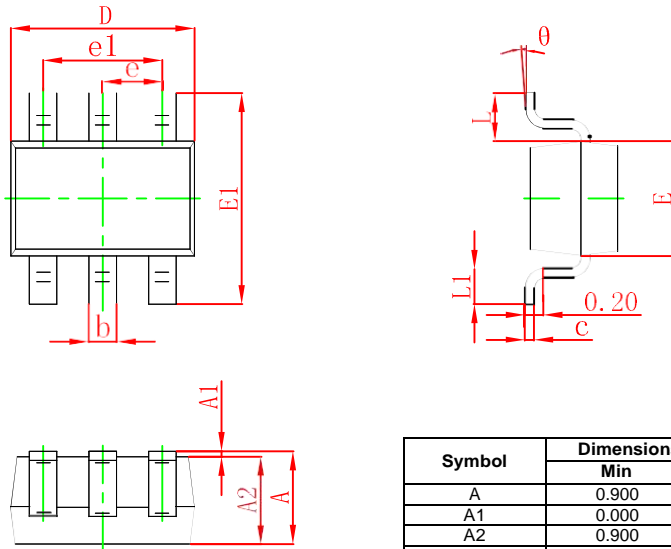 D
e1
e
E1
b
θ
L
E
L1
0.20
c
A1
A2
A
Symbol
Dimension
Min
A 0.900
A1 0.000
A2 0.900